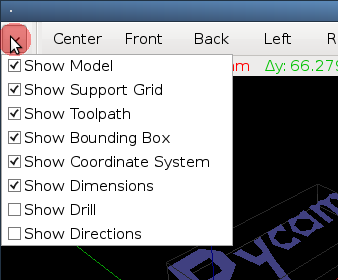 Center Front Back Left R
mm Δy: 66.279
Show Model
Show Support Grid
Show Toolpath
Show Bounding Box
Show Coordinate System
Show Dimensions
Show Drill
Show Directions
Pycam